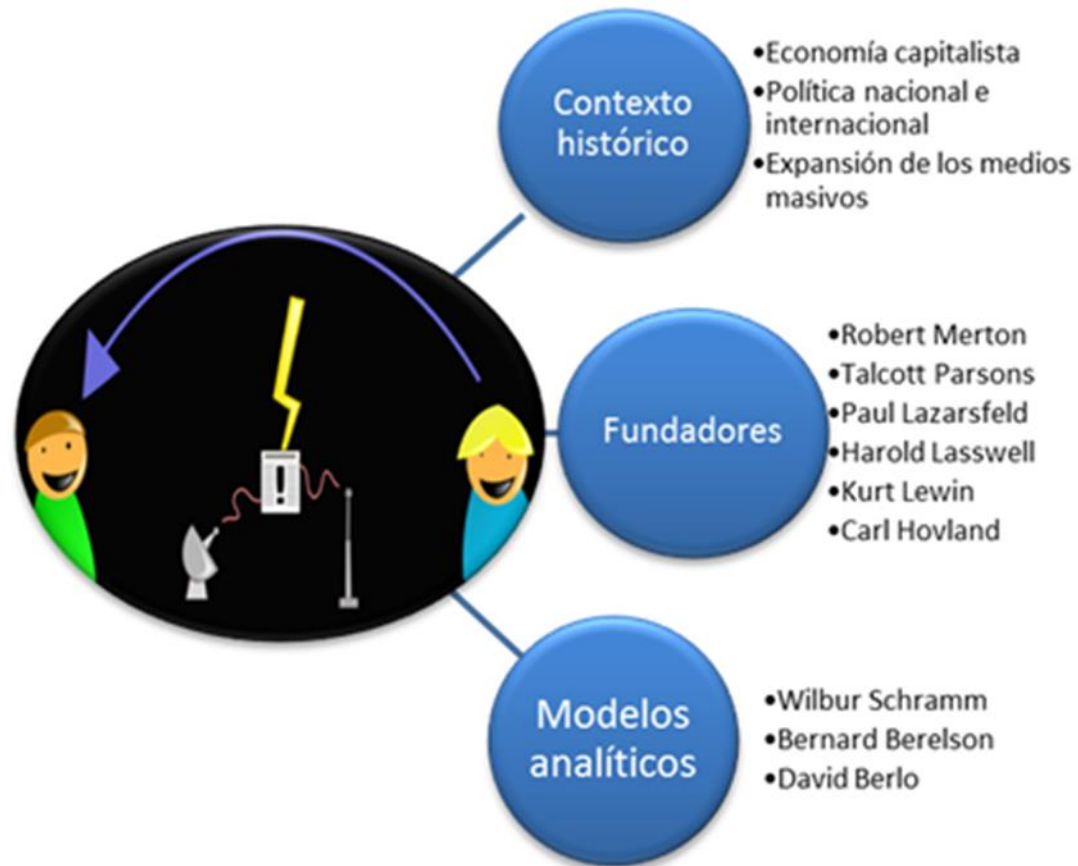 Contexto
histórico
•Economía capitalista
•Política nacional e
internacional
•Expansión de los medios
masivos
!
Fundadores
•Robert Merton
•Talcott Parsons
•Paul Lazarsfeld
•Harold Lasswell
•Kurt Lewin
•Carl Hovland
Modelos
analíticos
•Wilbur Schramm
•Bernard Berelson
•David Berlo